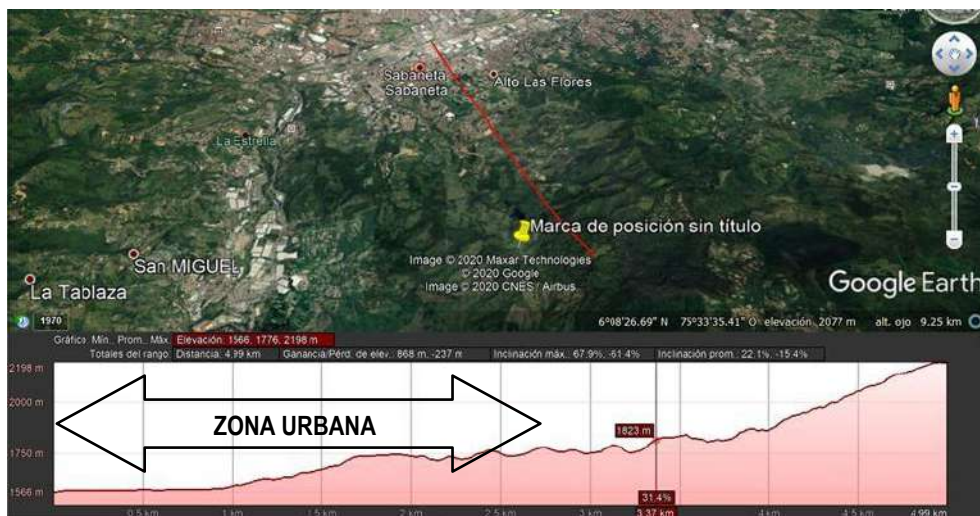 Sabaneta
Sabaneta
Alto Las Flores
La Estrella
Marca de posición sin título
San MIGUEL
La Tablaza
Image © 2020 Maxar Technologies
© 2020 Google
Image © 2020 CNES / Airbus
Google Earth
1970
6°08'26.69" N 75°33'35.41" O elevación 2077 m alt. ojo 9.25 km
Gráfico: Mín., Prom., Máx. Elevación: 1566, 1776, 2198 m
Totales del rango: Distancia: 4.99 km Ganancia/Pérd. de elev.: 868 m, -237 m Inclinación máx.: 67.9%, -61.4% Inclinación prom.: 22.1%, -15.4%
2198 m
2000 m
1750 m
1566 m
ZONA URBANA
1823 m
31.4%
0.5 km 1 km 1.5 km 2 km 2.5 km 3 km 3.37 km 4 km 4.5 km 4.99 km